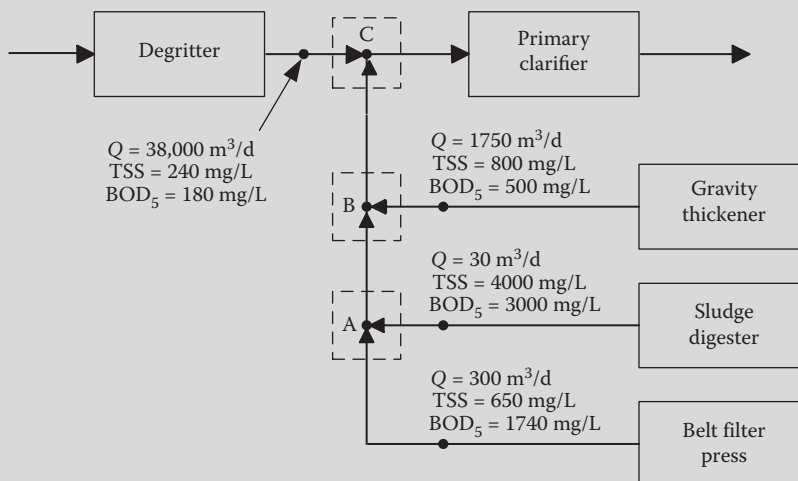 Degritter
C
Primary
clarifier
Q = 38,000 m³/d
TSS = 240 mg/L
BOD₅ = 180 mg/L
Q = 1750 m³/d
TSS = 800 mg/L
BOD₅ = 500 mg/L
B
Gravity
thickener
Q = 30 m³/d
TSS = 4000 mg/L
BOD₅ = 3000 mg/L
A
Sludge
digester
Q = 300 m³/d
TSS = 650 mg/L
BOD₅ = 1740 mg/L
Belt filter
press